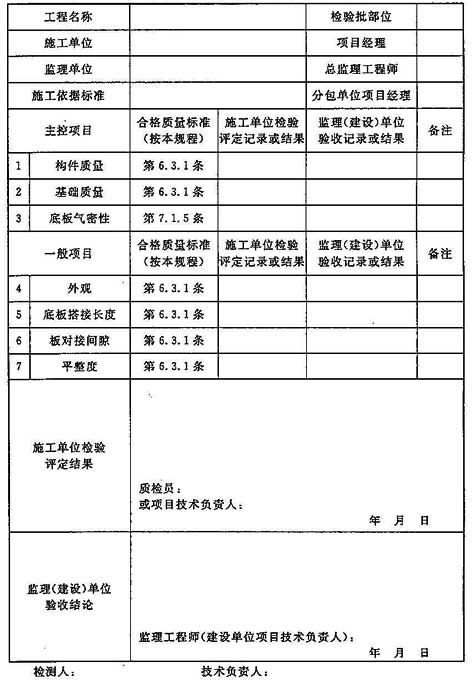 工程名称 检验批部位
施工单位 项目经理
监理单位 总监理工程师
施工依据标准 分包单位项目经理
主控项目 合格质量标准 施工单位检验 监理(建设)单位 备注
(按本规程) 评定记录或结果 验收记录或结果
1 构件质量 第6.3.1条
2 基础质量 第6.3.1条
3 底板气密性 第7.1.5条
一般项目 合格质量标准 施工单位检验 监理(建设)单位 备注
(按本规程) 评定记录或结果 验收记录或结果
4 外观 第6.3.1条
5 底板搭接长度 第6.3.1条
6 板对接间隙 第6.3.1条
7 平整度 第6.3.1条
施工单位检验
评定结果
质检员:
或项目技术负责人:
年 月 日
监理(建设)单位
验收结论
监理工程师(建设单位项目技术负责人):
年 月 日
检测人: 技术负责人: